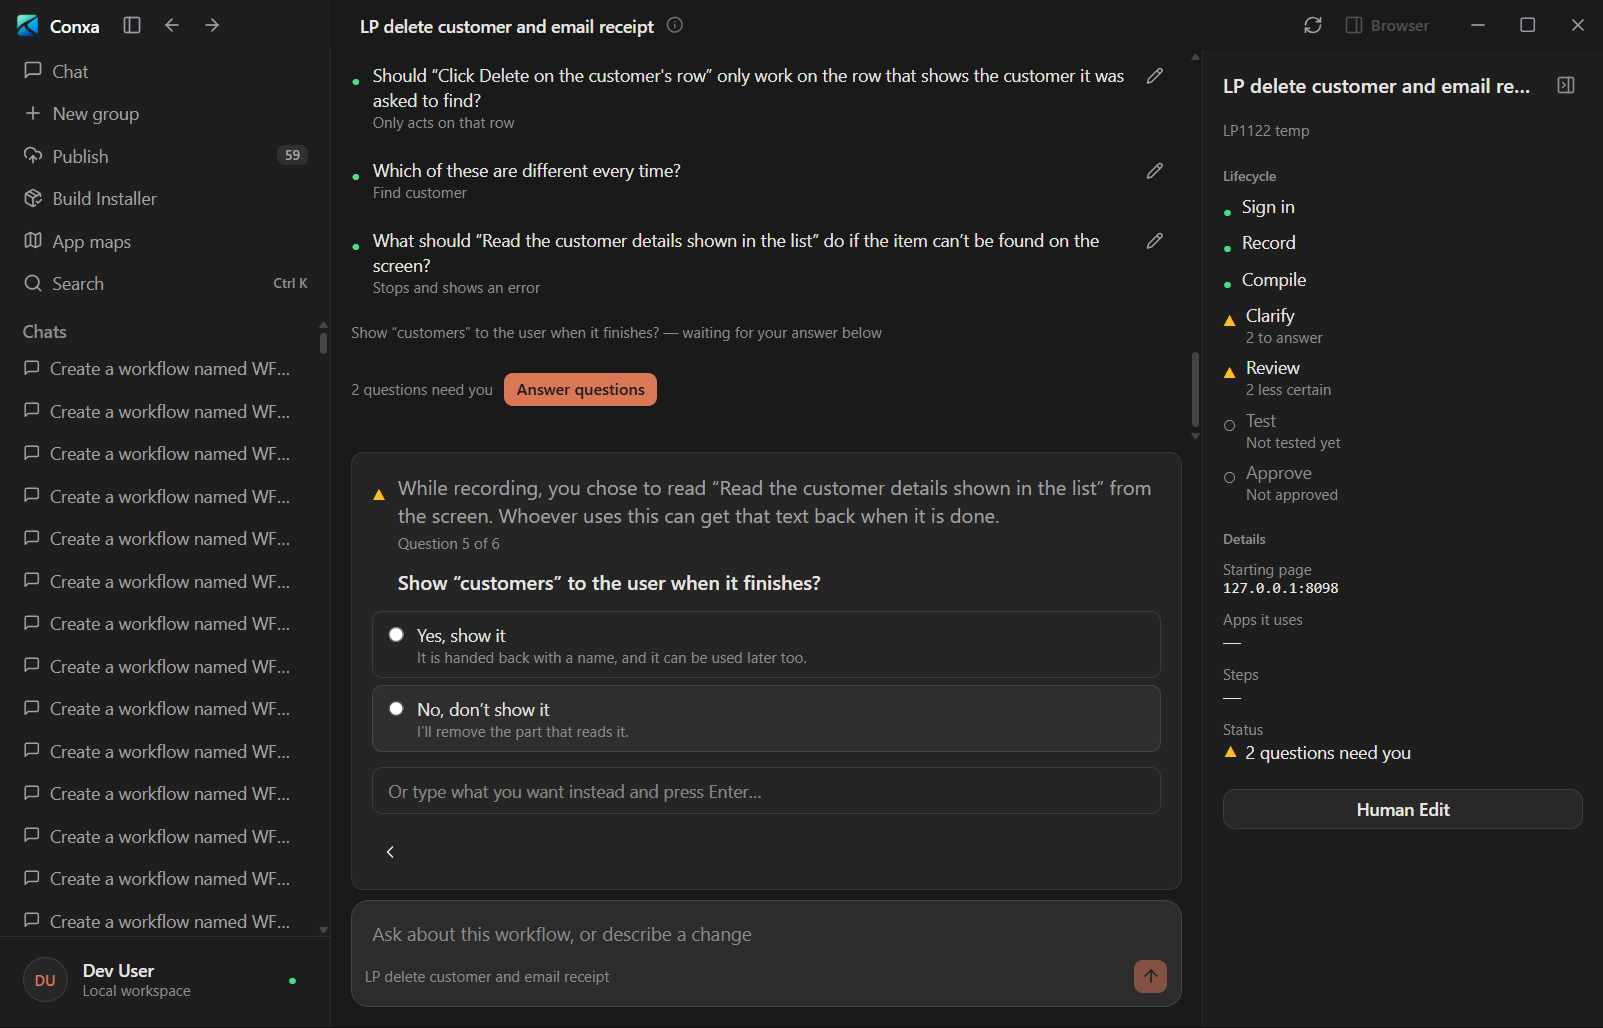 Conxa
Chat
New group
Publish
59
Build Installer
App maps
Search
Ctrl K
Chats
Create a workflow named WF...
Create a workflow named WF...
Create a workflow named WF...
Create a workflow named WF...
Create a workflow named WF...
Create a workflow named WF...
Create a workflow named WF...
Create a workflow named WF...
Create a workflow named WF...
Create a workflow named WF...
Create a workflow named WF...
Create a workflow named WF...
Create a workflow named WF...
Create a workflow named WF...
DU
Dev User
Local workspace
LP delete customer and email receipt
Browser
Should “Click Delete on the customer's row” only work on the row that shows the customer it was
asked to find?
Only acts on that row
Which of these are different every time?
Find customer
What should “Read the customer details shown in the list” do if the item can’t be found on the
screen?
Stops and shows an error
Show “customers” to the user when it finishes? — waiting for your answer below
2 questions need you
Answer questions
While recording, you chose to read “Read the customer details shown in the list” from
the screen. Whoever uses this can get that text back when it is done.
Question 5 of 6
Show “customers” to the user when it finishes?
Yes, show it
It is handed back with a name, and it can be used later too.
No, don’t show it
I’ll remove the part that reads it.
Or type what you want instead and press Enter...
Ask about this workflow, or describe a change
LP delete customer and email receipt
LP delete customer and email re...
LP1122 temp
Lifecycle
Sign in
Record
Compile
Clarify
2 to answer
Review
2 less certain
Test
Not tested yet
Approve
Not approved
Details
Starting page
127.0.0.1:8098
Apps it uses
—
Steps
—
Status
2 questions need you
Human Edit